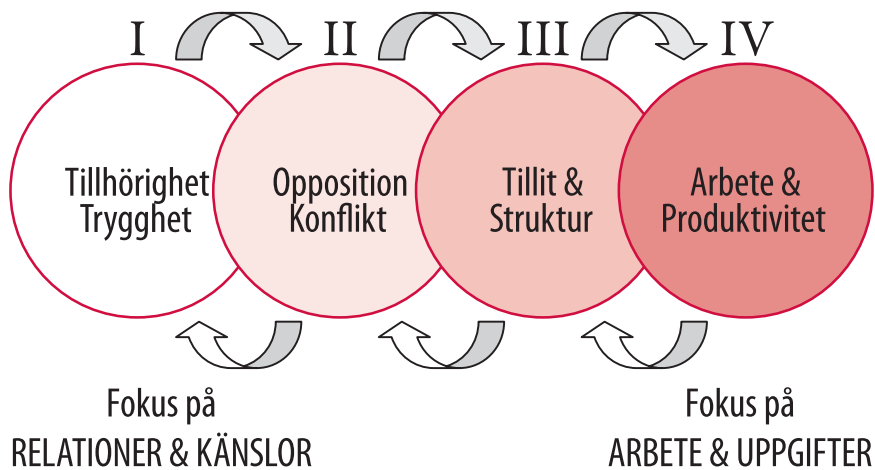 I II III IV
Tillhörighet
Trygghet
Opposition
Konflikt
Tillit &
Struktur
Arbete &
Produktivitet
Fokus på
RELATIONER & KÄNSLOR
Fokus på
ARBETE & UPPGIFTER